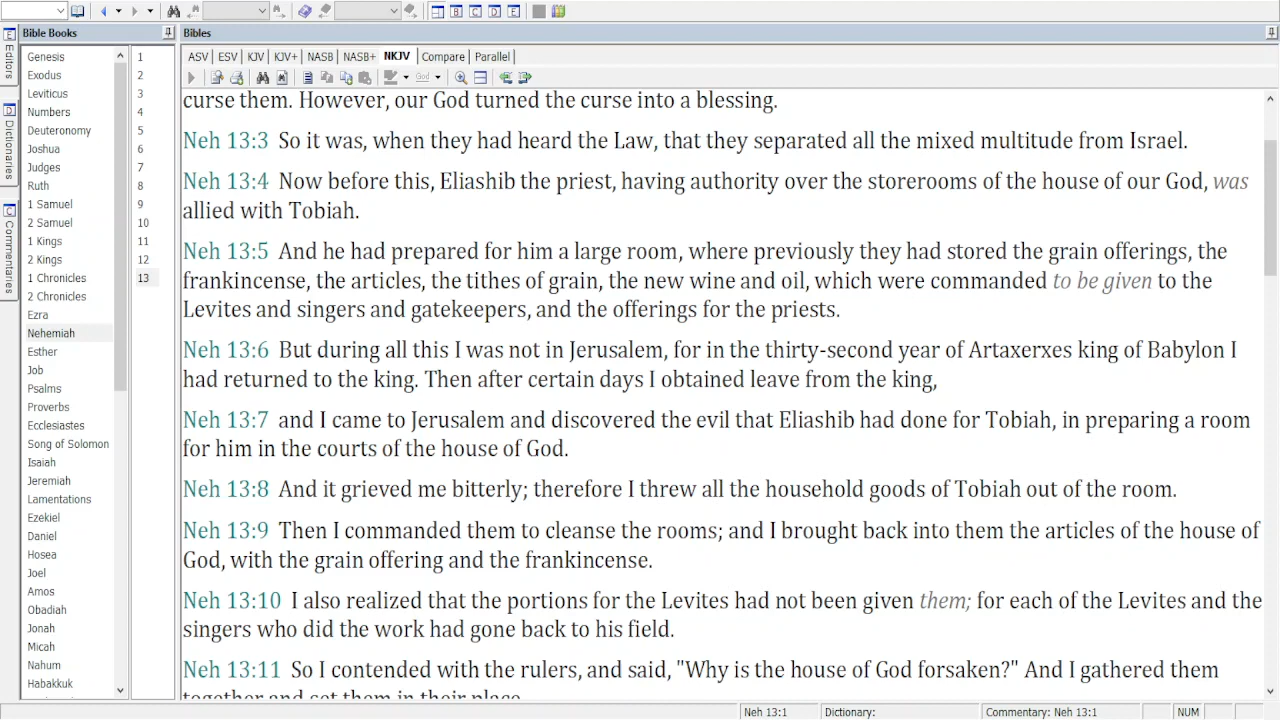 Bible Books
Bibles
Editors
Dictionaries
Commentaries
B C D E
ASV ESV KJV KJV+ NASB NASB+ NKJV Compare Parallel
God
Genesis
Exodus
Leviticus
Numbers
Deuteronomy
Joshua
Judges
Ruth
1 Samuel
2 Samuel
1 Kings
2 Kings
1 Chronicles
2 Chronicles
Ezra
Nehemiah
Esther
Job
Psalms
Proverbs
Ecclesiastes
Song of Solomon
Isaiah
Jeremiah
Lamentations
Ezekiel
Daniel
Hosea
Joel
Amos
Obadiah
Jonah
Micah
Nahum
Habakkuk
1
2
3
4
5
6
7
8
9
10
11
12
13
curse them. However, our God turned the curse into a blessing.
Neh 13:3 So it was, when they had heard the Law, that they separated all the mixed multitude from Israel.
Neh 13:4 Now before this, Eliashib the priest, having authority over the storerooms of the house of our God, was
allied with Tobiah.
Neh 13:5 And he had prepared for him a large room, where previously they had stored the grain offerings, the
frankincense, the articles, the tithes of grain, the new wine and oil, which were commanded to be given to the
Levites and singers and gatekeepers, and the offerings for the priests.
Neh 13:6 But during all this I was not in Jerusalem, for in the thirty-second year of Artaxerxes king of Babylon I
had returned to the king. Then after certain days I obtained leave from the king,
Neh 13:7 and I came to Jerusalem and discovered the evil that Eliashib had done for Tobiah, in preparing a room
for him in the courts of the house of God.
Neh 13:8 And it grieved me bitterly; therefore I threw all the household goods of Tobiah out of the room.
Neh 13:9 Then I commanded them to cleanse the rooms; and I brought back into them the articles of the house of
God, with the grain offering and the frankincense.
Neh 13:10 I also realized that the portions for the Levites had not been given them; for each of the Levites and the
singers who did the work had gone back to his field.
Neh 13:11 So I contended with the rulers, and said, "Why is the house of God forsaken?" And I gathered them
together and set them in their place.
Neh 13:1
Dictionary:
Commentary: Neh 13:1
NUM